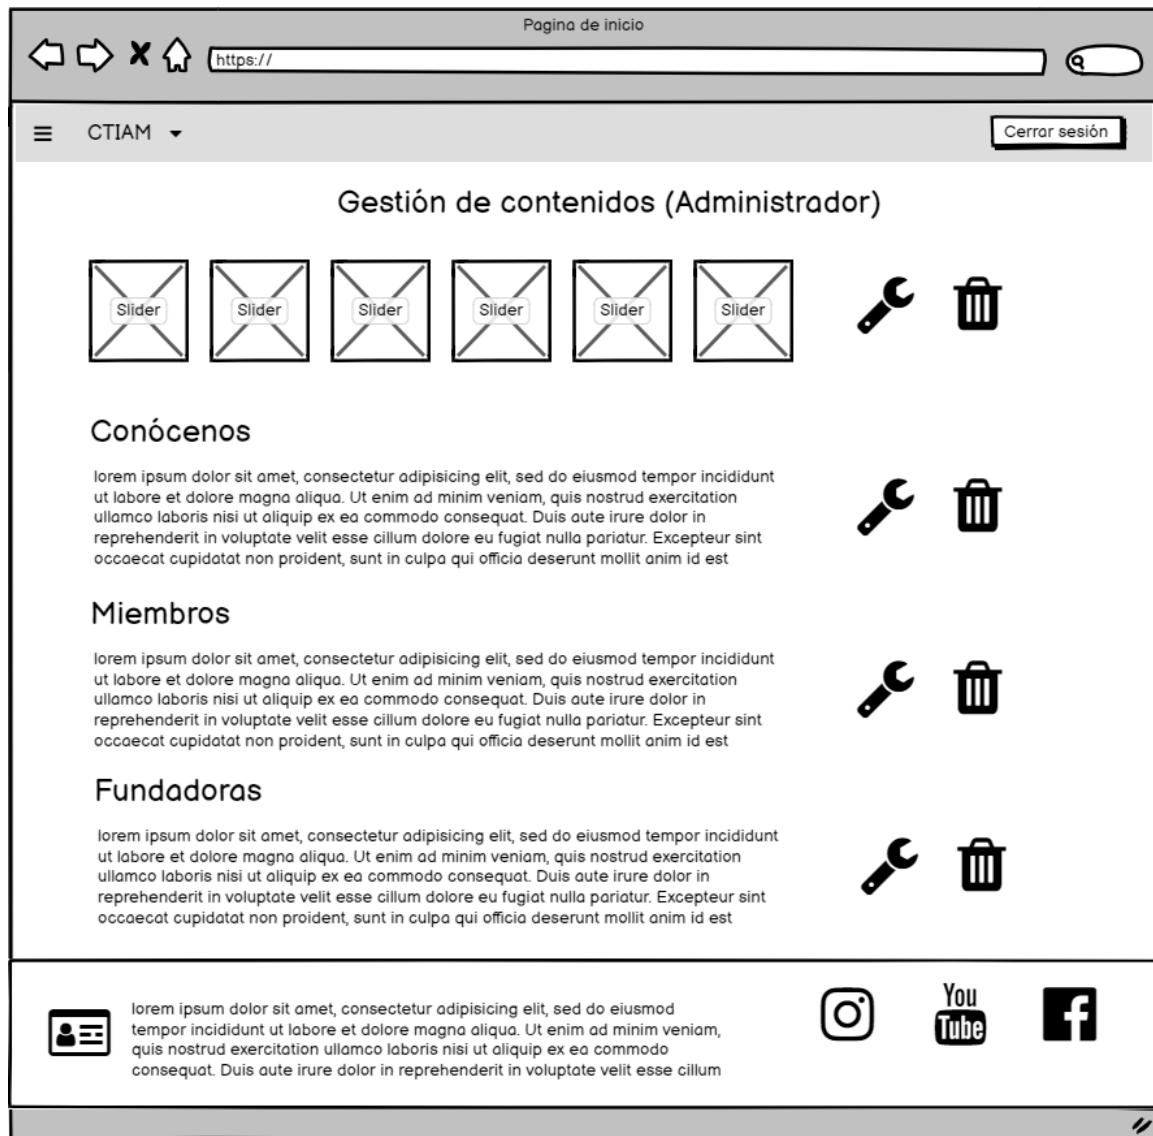 Pagina de inicio
https://
CTIAM
Cerrar sesión
Gestión de contenidos (Administrador)
Slider Slider Slider Slider Slider Slider
Conócenos
lorem ipsum dolor sit amet, consectetur adipisicing elit, sed do eiusmod tempor incididunt
ut labore et dolore magna aliqua. Ut enim ad minim veniam, quis nostrud exercitation
ullamco laboris nisi ut aliquip ex ea commodo consequat. Duis aute irure dolor in
reprehenderit in voluptate velit esse cillum dolore eu fugiat nulla pariatur. Excepteur sint
occaecat cupidatat non proident, sunt in culpa qui officia deserunt mollit anim id est
Miembros
lorem ipsum dolor sit amet, consectetur adipisicing elit, sed do eiusmod tempor incididunt
ut labore et dolore magna aliqua. Ut enim ad minim veniam, quis nostrud exercitation
ullamco laboris nisi ut aliquip ex ea commodo consequat. Duis aute irure dolor in
reprehenderit in voluptate velit esse cillum dolore eu fugiat nulla pariatur. Excepteur sint
occaecat cupidatat non proident, sunt in culpa qui officia deserunt mollit anim id est
Fundadoras
lorem ipsum dolor sit amet, consectetur adipisicing elit, sed do eiusmod tempor incididunt
ut labore et dolore magna aliqua. Ut enim ad minim veniam, quis nostrud exercitation
ullamco laboris nisi ut aliquip ex ea commodo consequat. Duis aute irure dolor in
reprehenderit in voluptate velit esse cillum dolore eu fugiat nulla pariatur. Excepteur sint
occaecat cupidatat non proident, sunt in culpa qui officia deserunt mollit anim id est
lorem ipsum dolor sit amet, consectetur adipisicing elit, sed do eiusmod
tempor incididunt ut labore et dolore magna aliqua. Ut enim ad minim veniam,
quis nostrud exercitation ullamco laboris nisi ut aliquip ex ea commodo
consequat. Duis aute irure dolor in reprehenderit in voluptate velit esse cillum
You
Tube
f